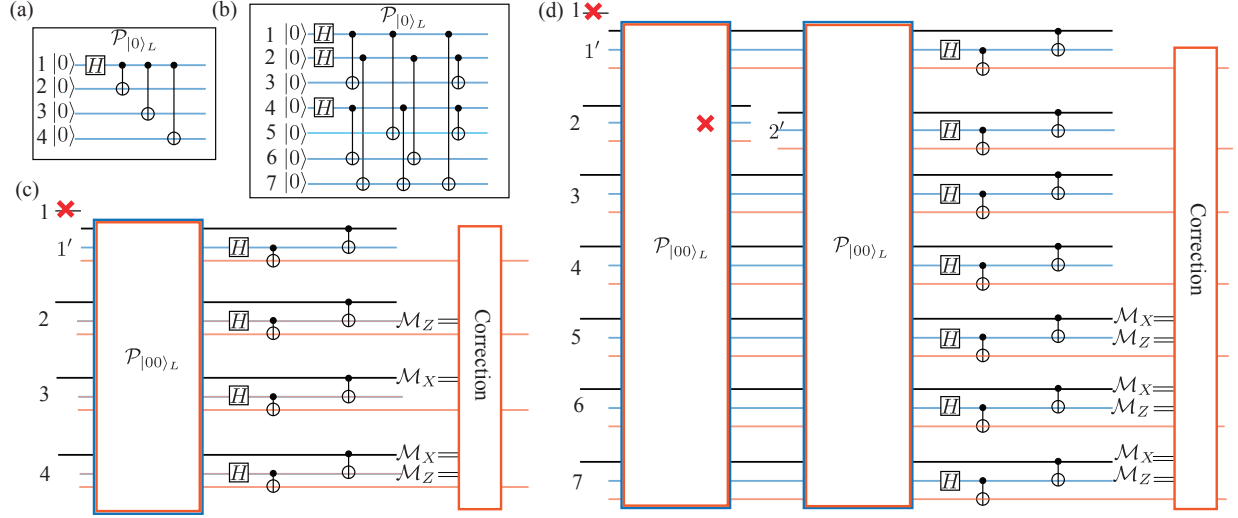 (a)
𝒫|0⟩L
1 |0⟩ H
2 |0⟩
3 |0⟩
4 |0⟩
(b)
𝒫|0⟩L
1 |0⟩ H
2 |0⟩ H
3 |0⟩
4 |0⟩ H
5 |0⟩
6 |0⟩
7 |0⟩
(c)
1
1′ H
2 H ℳZ
𝒫|00⟩L
3 H ℳX
4 H ℳX
ℳZ
Correction
(d)
1
1′ H
2 2′ H
3 H
𝒫|00⟩L 𝒫|00⟩L
4 H
5 H ℳX
ℳZ
6 H ℳX
ℳZ
7 H ℳX
ℳZ
Correction